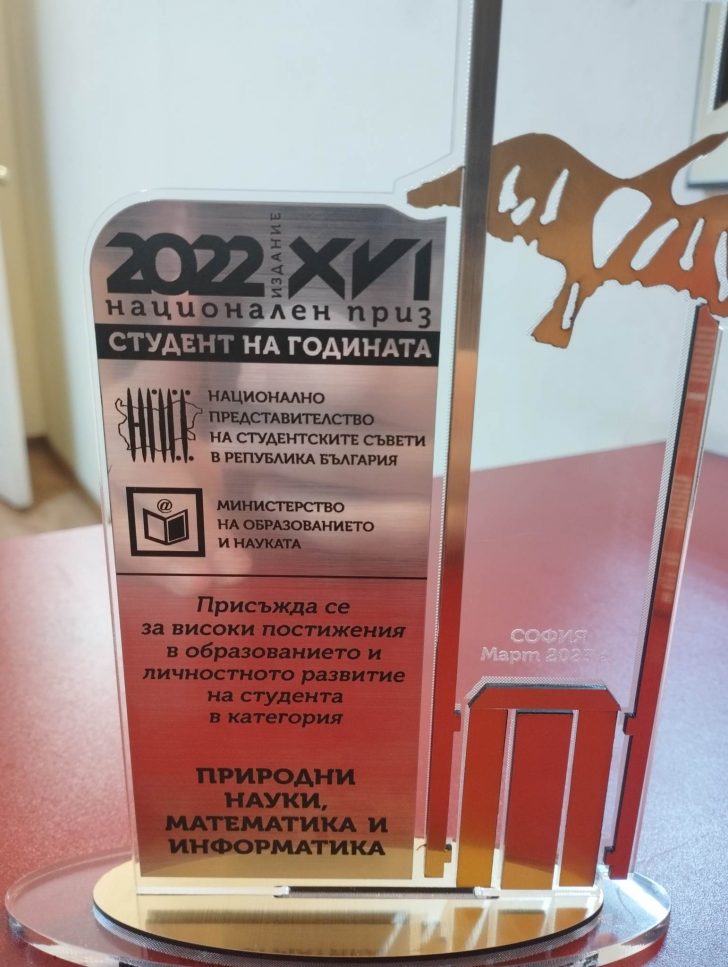 2022 ИЗДАНИЕ XVI
национален приз
СТУДЕНТ НА ГОДИНАТА
НАЦИОНАЛНО
ПРЕДСТАВИТЕЛСТВО
НА СТУДЕНТСКИТЕ СЪВЕТИ
В РЕПУБЛИКА БЪЛГАРИЯ
@
МИНИСТЕРСТВО
НА ОБРАЗОВАНИЕТО
И НАУКАТА
Присъжда се
за високи постижения
в образованието и
личностното развитие
на студента
в категория
ПРИРОДНИ
НАУКИ,
МАТЕМАТИКА И
ИНФОРМАТИКА
СОФИЯ
Март